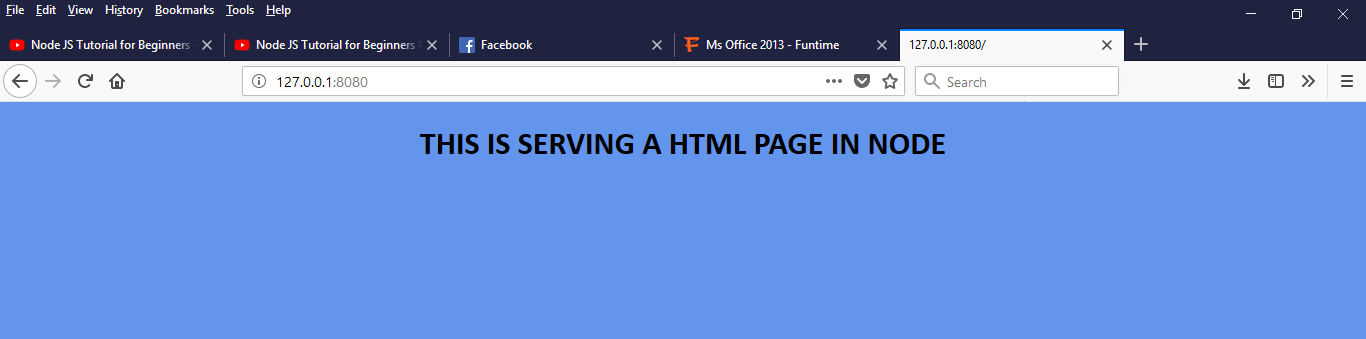 File Edit View History Bookmarks Tools Help
Node JS Tutorial for Beginners Node JS Tutorial for Beginners Facebook Ms Office 2013 - Funtime 127.0.0.1:8080/
127.0.0.1:8080 Search
THIS IS SERVING A HTML PAGE IN NODE